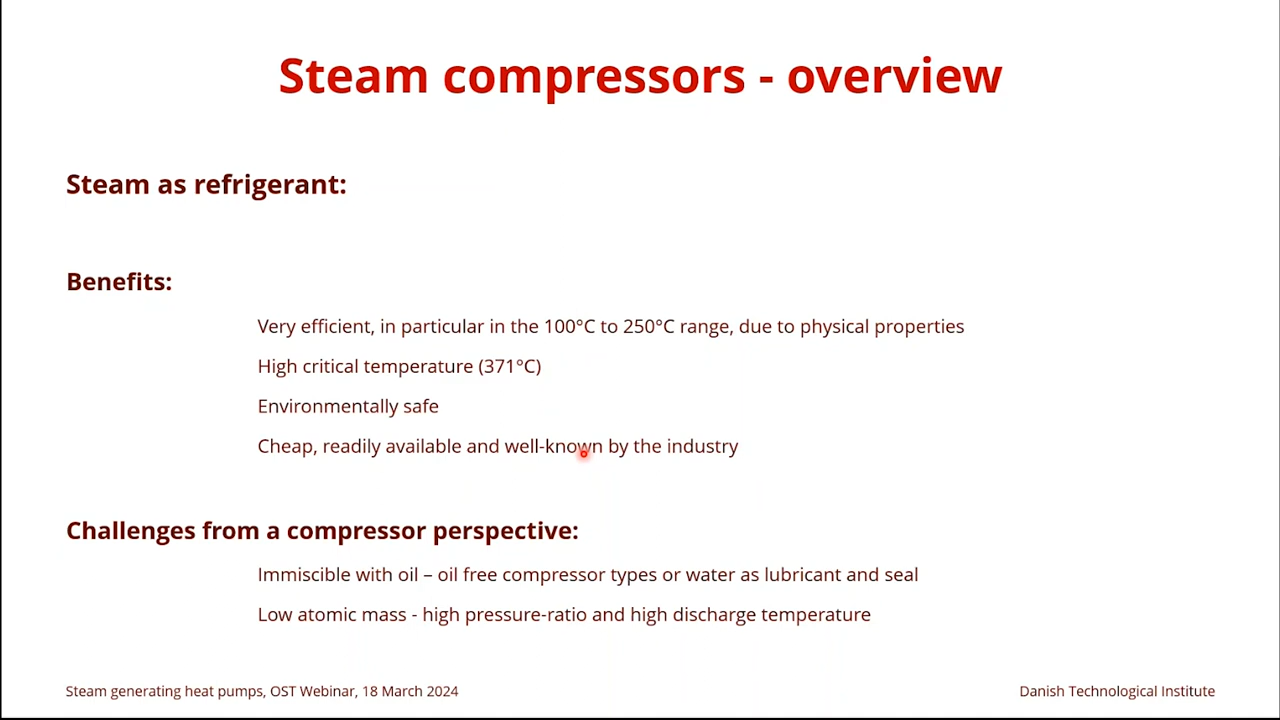 Steam compressors - overview
Steam as refrigerant:
Benefits:
Very efficient, in particular in the 100°C to 250°C range, due to physical properties
High critical temperature (371°C)
Environmentally safe
Cheap, readily available and well-known by the industry
Challenges from a compressor perspective:
Immiscible with oil – oil free compressor types or water as lubricant and seal
Low atomic mass - high pressure-ratio and high discharge temperature
Steam generating heat pumps, OST Webinar, 18 March 2024
Danish Technological Institute